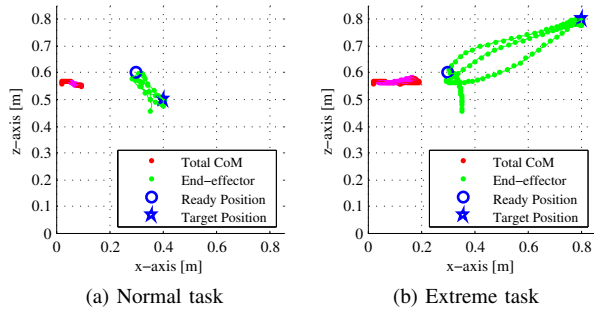 0.8
0.7
0.6
0.5
0.4
0.3
0.2
0.1
0
z−axis [m]
Total CoM
End−effector
Ready Position
Target Position
0 0.2 0.4 0.6 0.8
x−axis [m]
(a) Normal task
0.8
0.7
0.6
0.5
0.4
0.3
0.2
0.1
0
z−axis [m]
Total CoM
End−effector
Ready Position
Target Position
0 0.2 0.4 0.6 0.8
x−axis [m]
(b) Extreme task